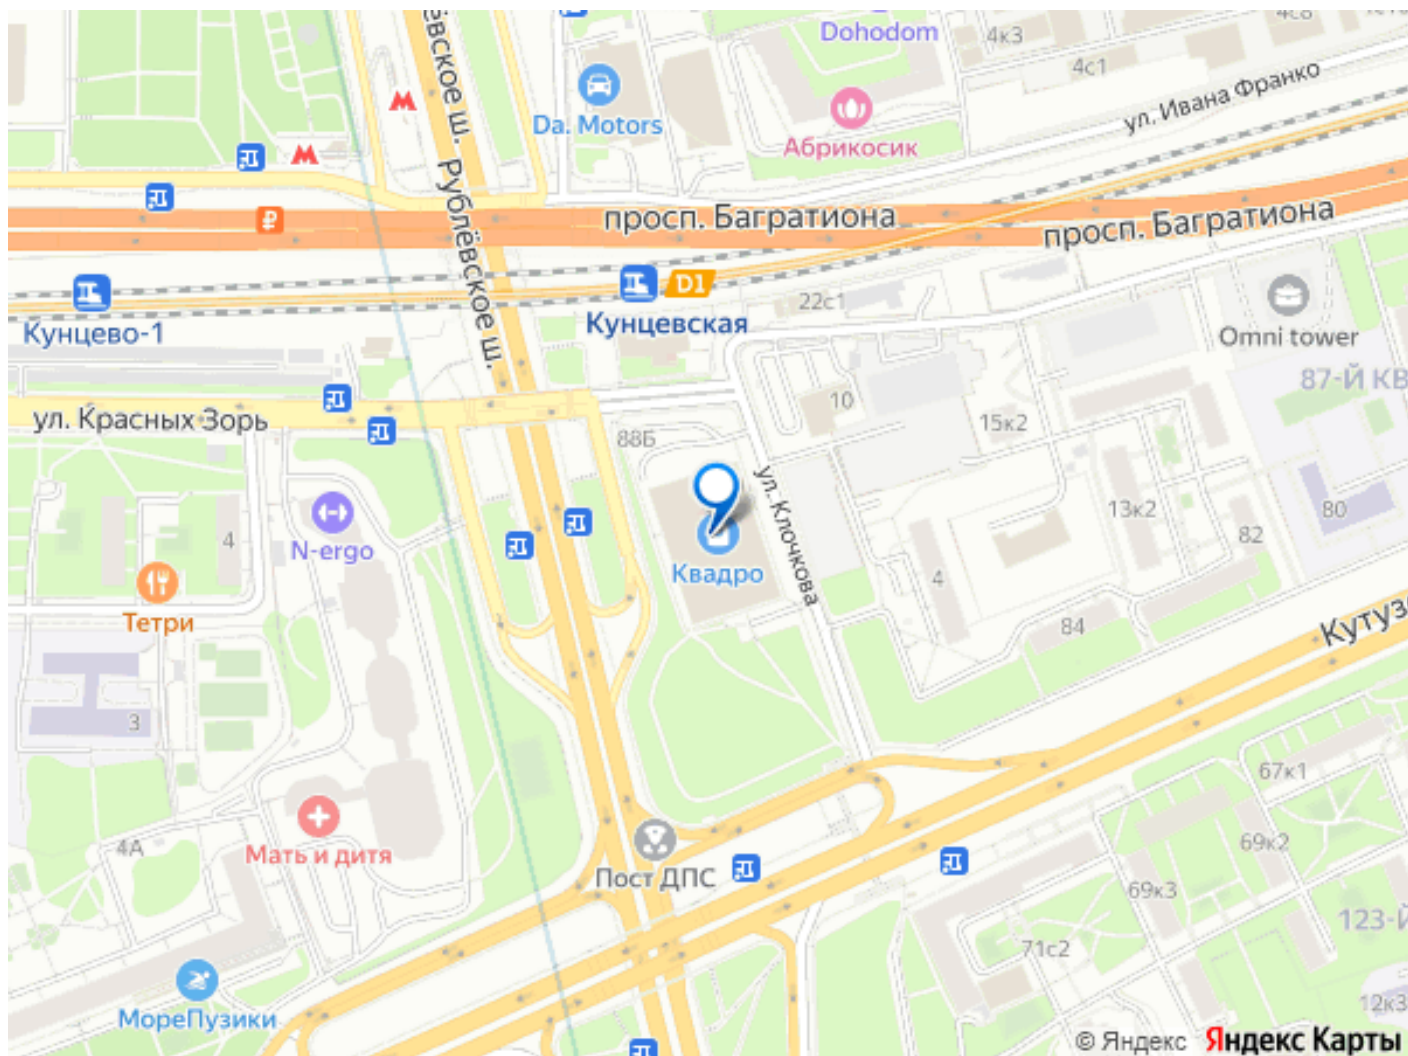 Dohodom
4к3
4с1
ул. Ивана Франко
Da. Motors
Абрикосик
Рублёвское ш.
просп. Багратиона
просп. Багратиона
₽
D1
Кунцево-1
Кунцевская
22с1
Omni tower
87-Й КВ
ул. Красных Зорь
10
15к2
88Б
ул. Клочкова
N-ergo
4
Квадро
13к2
80
82
4
Тетри
84
3
67к1
4А
Мать и дитя
Пост ДПС
69к2
69к3
71с2
123-Й
МореПузики
12к3
© Яндекс Яндекс Карты